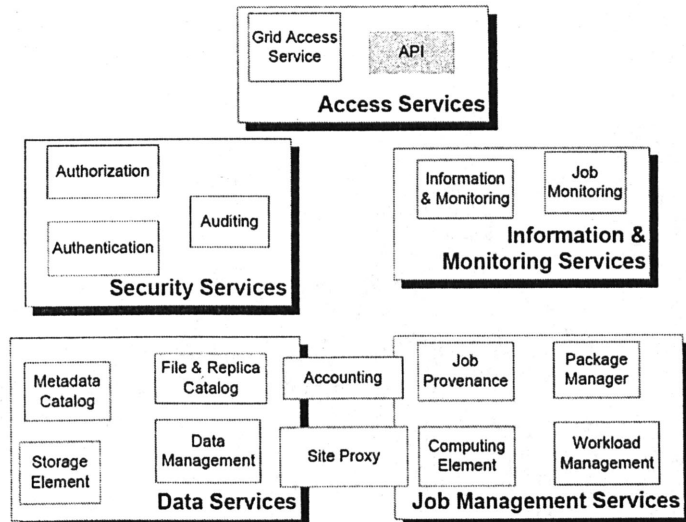 Grid Access
Service
API
Access Services
Authorization
Auditing
Authentication
Security Services
Information
& Monitoring
Job
Monitoring
Information &
Monitoring Services
Metadata
Catalog
File & Replica
Catalog
Storage
Element
Data
Management
Data Services
Accounting
Site Proxy
Job
Provenance
Package
Manager
Computing
Element
Workload
Management
Job Management Services